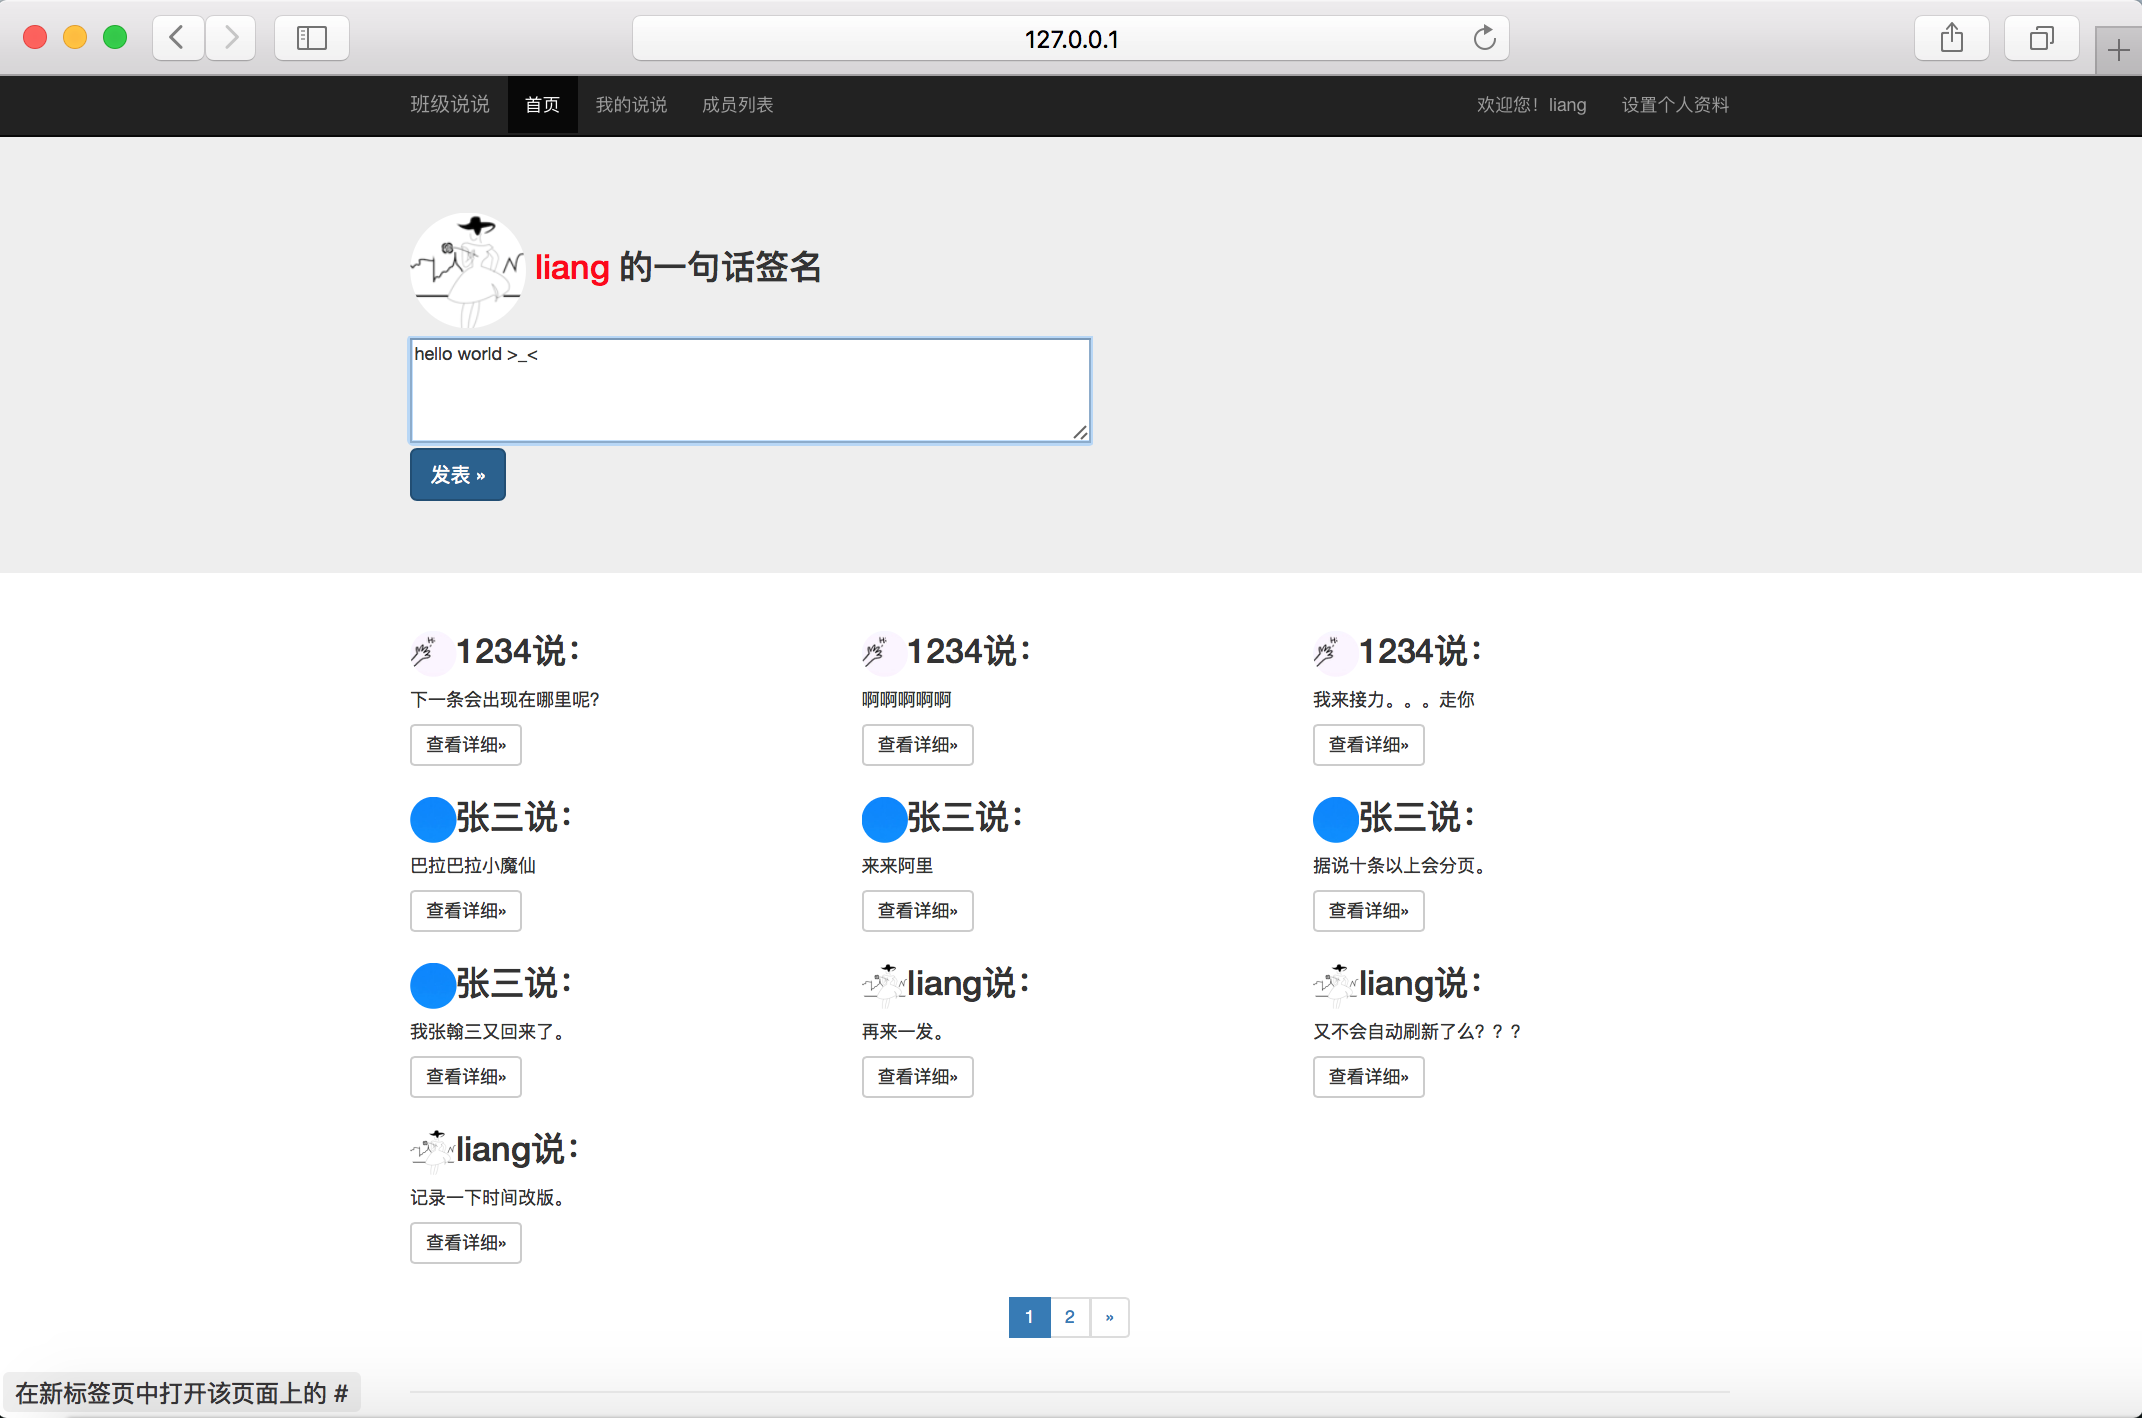 127.0.0.1
班级说说 首页 我的说说 成员列表 欢迎您！liang 设置个人资料
liang 的一句话签名
hello world >_<
发表 »
1234说： 1234说： 1234说：
下一条会出现在哪里呢？ 啊啊啊啊啊 我来接力。。。走你
查看详细» 查看详细» 查看详细»
张三说： 张三说： 张三说：
巴拉巴拉小魔仙 来来阿里 据说十条以上会分页。
查看详细» 查看详细» 查看详细»
张三说： liang说： liang说：
我张翰三又回来了。 再来一发。 又不会自动刷新了么？？？
查看详细» 查看详细» 查看详细»
liang说：
记录一下时间改版。
查看详细»
1 2 »
在新标签页中打开该页面上的 #